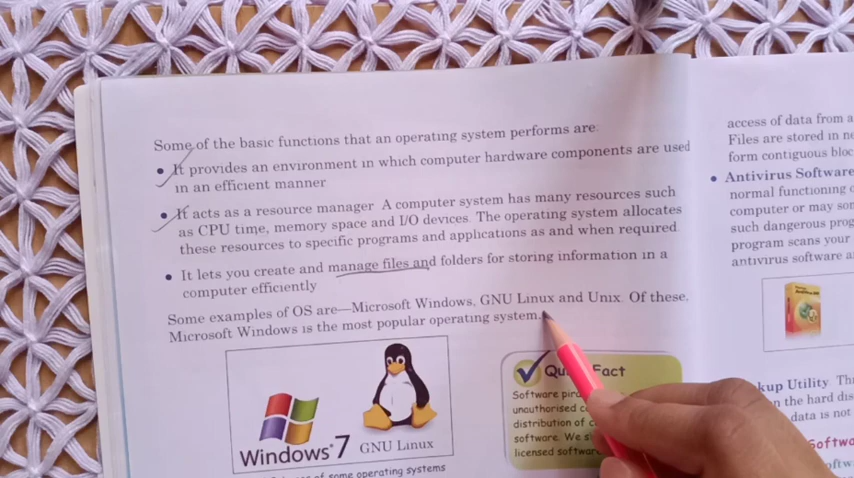 Some of the basic functions that an operating system performs are
• It provides an environment in which computer hardware components are used
in an efficient manner
• It acts as a resource manager A computer system has many resources such
as CPU time, memory space and I/O devices. The operating system allocates
these resources to specific programs and applications as and when required.
• It lets you create and manage files and folders for storing information in a
computer efficiently
Some examples of OS are—Microsoft Windows, GNU Linux and Unix. Of these,
Microsoft Windows is the most popular operating system.
Windows 7
GNU Linux
of some operating systems
Fact
Software
unauthorised
distribution of
software. We
licensed
access of data from a
Files are stored in
form contiguous
• Antivirus Software
normal functioning
computer or may
such dangerous
program scans your
antivirus software
Utility
the hard
data is not